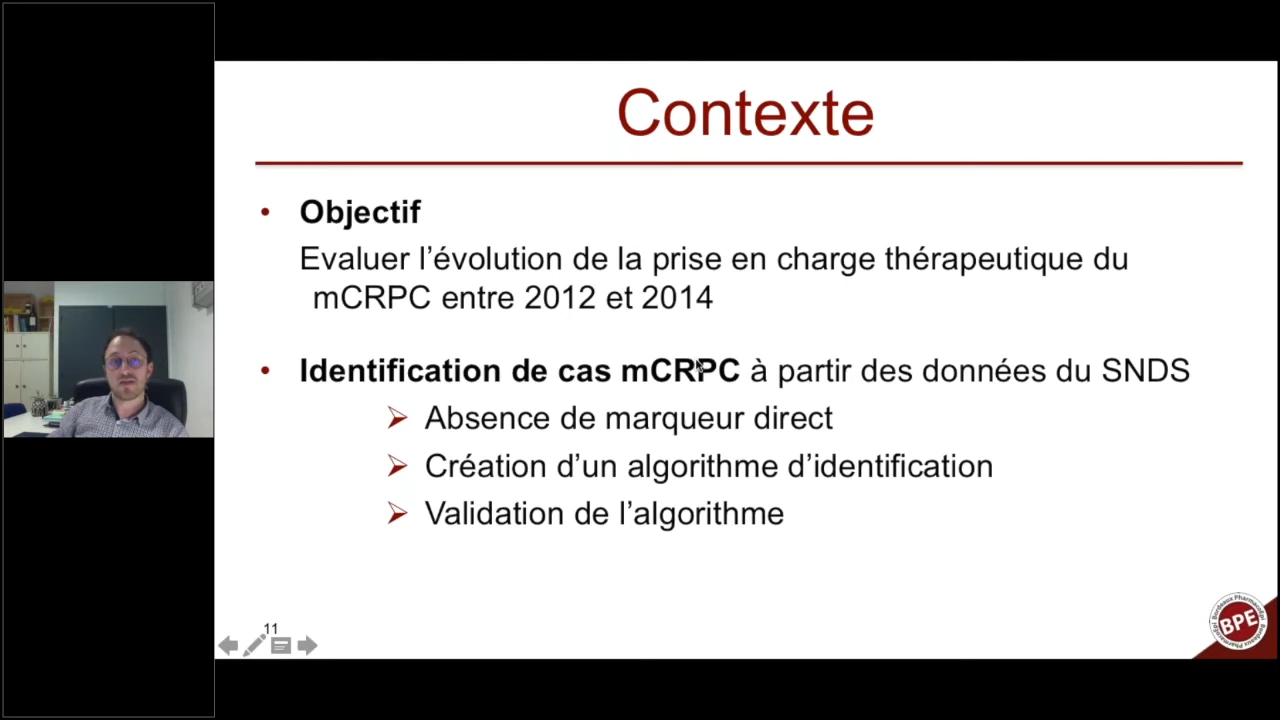 Contexte
• Objectif
Evaluer l’évolution de la prise en charge thérapeutique du
mCRPC entre 2012 et 2014
• Identification de cas mCRPC à partir des données du SNDS
➢ Absence de marqueur direct
➢ Création d’un algorithme d’identification
➢ Validation de l’algorithme
11
BPE